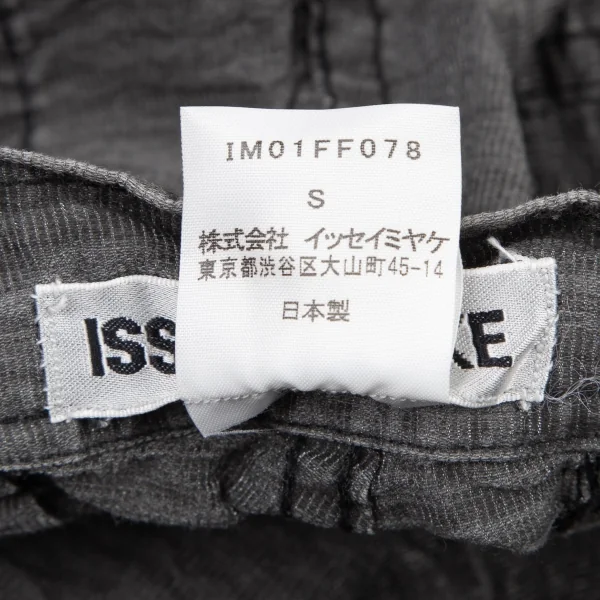 IM01FF078
S
株式会社 イッセイミヤケ
東京都渋谷区大山町45-14
日本製
ISS KE